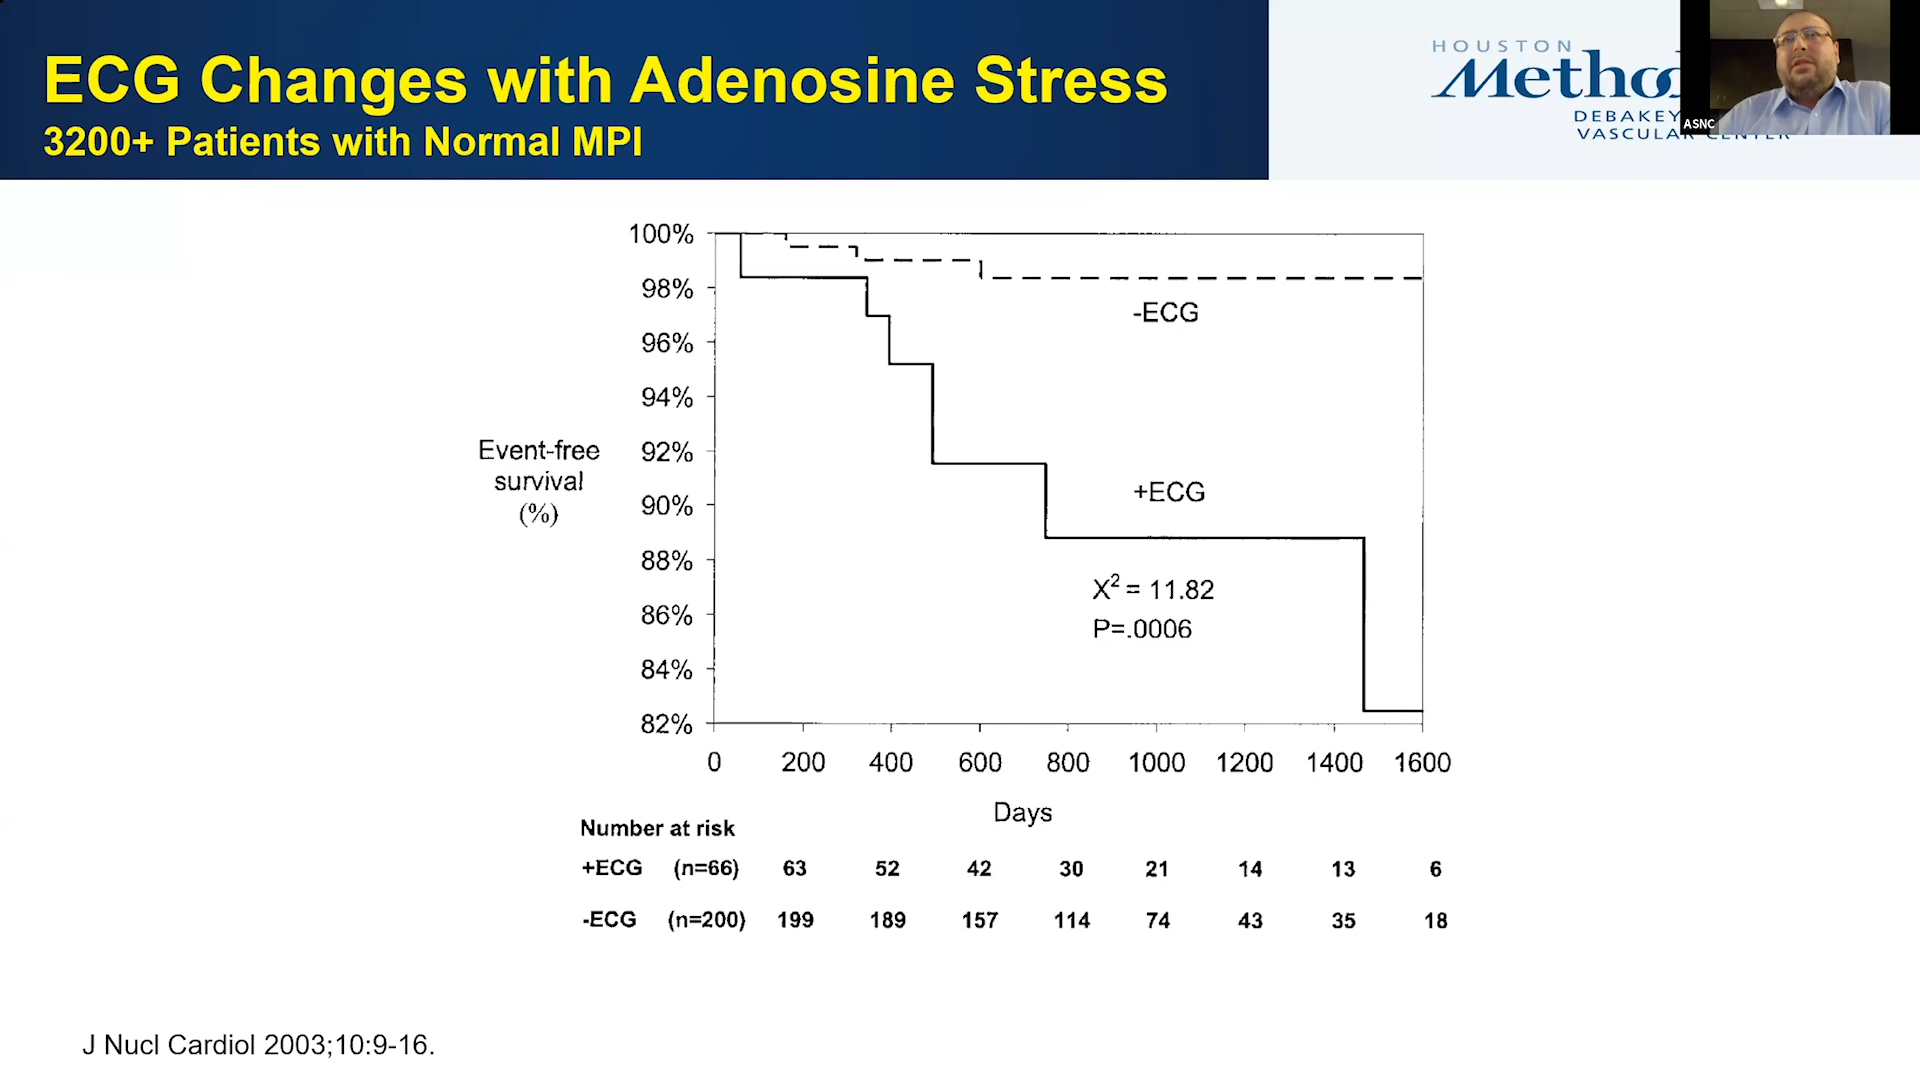 ECG Changes with Adenosine Stress
3200+ Patients with Normal MPI
HOUSTON
DEBAKEY
VASCULAR CENTER
ASNC
100%
98%
96%
94%
92%
90%
88%
86%
84%
82%
Event-free
survival
(%)
-ECG
+ECG
X² = 11.82
P=.0006
0 200 400 600 800 1000 1200 1400 1600
Days
Number at risk
+ECG (n=66) 63 52 42 30 21 14 13 6
-ECG (n=200) 199 189 157 114 74 43 35 18
J Nucl Cardiol 2003;10:9-16.